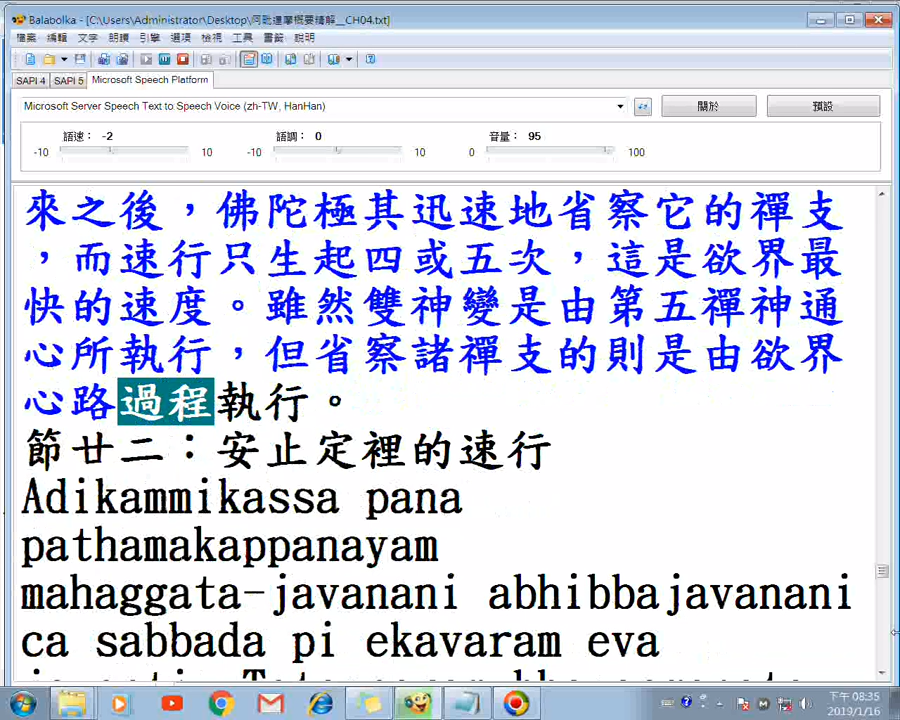 Balabolka - [C:\Users\Administrator\Desktop\阿毗達摩概要精解__CH04.txt]
檔案 編輯 文字 朗讀 引擎 選項 檢視 工具 書籤 說明
SAPI 4 SAPI 5 Microsoft Speech Platform
Microsoft Server Speech Text to Speech Voice (zh-TW, HanHan) 關於 預設
語速： -2 語調： 0 音量： 95
-10 10 -10 10 0 100
來之後，佛陀極其迅速地省察它的禪支
，而速行只生起四或五次，這是欲界最
快的速度。雖然雙神變是由第五禪神通
心所執行，但省察諸禪支的則是由欲界
心路過程執行。
節廿二：安止定裡的速行
Adikammikassa pana
pathamakappanayam
mahaggata-javanani abhibbajavanani
ca sabbada pi ekavaram eva
下午 08:35
2019/1/16